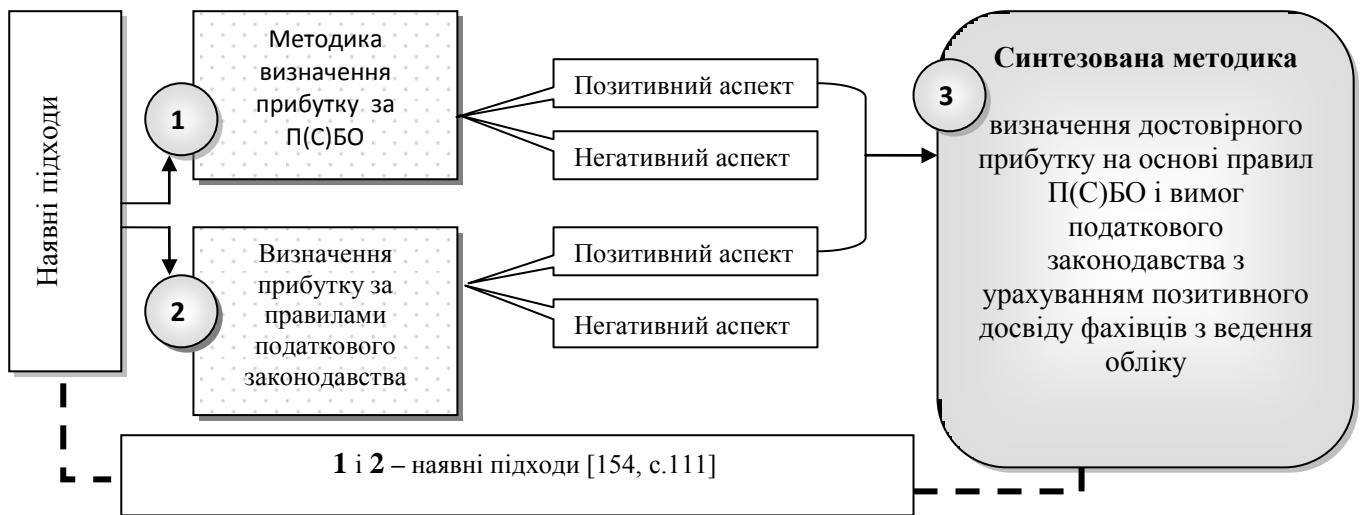 Наявні підходи
1
Методика
визначення
прибутку за
П(С)БО
Позитивний аспект
Негативний аспект
2
Визначення
прибутку за
правилами
податкового
законодавства
Позитивний аспект
Негативний аспект
3
Синтезована методика
визначення достовірного
прибутку на основі правил
П(С)БО і вимог
податкового
законодавства з
урахуванням позитивного
досвіду фахівців з ведення
обліку
1 і 2 – наявні підходи [154, с.111]